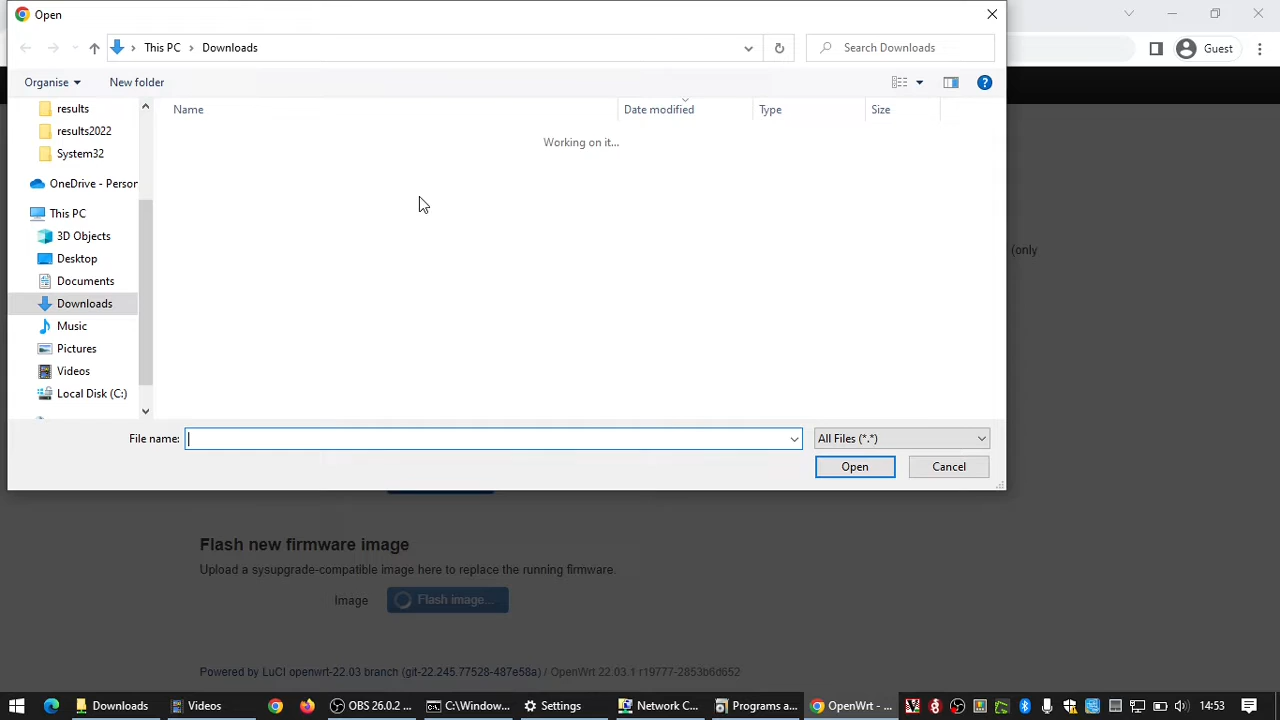 Open
This PC > Downloads
Search Downloads
Guest
Organise
New folder
results
results2022
System32
OneDrive - Person
This PC
3D Objects
Desktop
Documents
Downloads
Music
Pictures
Videos
Local Disk (C:)
Name
Date modified
Type
Size
Working on it...
(only
File name:
All Files (*.*)
Open
Cancel
Flash new firmware image
Upload a sysupgrade-compatible image here to replace the running firmware.
Image
Flash image...
Powered by LuCI openwrt-22.03 branch (git-22.245.77528-487e58a) / OpenWrt 22.03.1 r19777-2853b6d652
Downloads
Videos
OBS 26.0.2 ...
C:\Window...
Settings
Network C...
Programa...
OpenWrt - ...
14:53